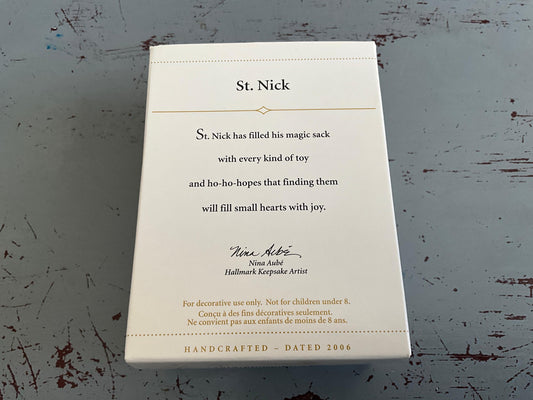 St. Nick
St. Nick has filled his magic sack
with every kind of toy
and ho-ho-hopes that finding them
will fill small hearts with joy.
Nina Aubé
Nina Aubé
Hallmark Keepsake Artist
For decorative use only. Not for children under 8.
Conçu à des fins décoratives seulement.
Ne convient pas aux enfants de moins de 8 ans.
HANDCRAFTED – DATED 2006